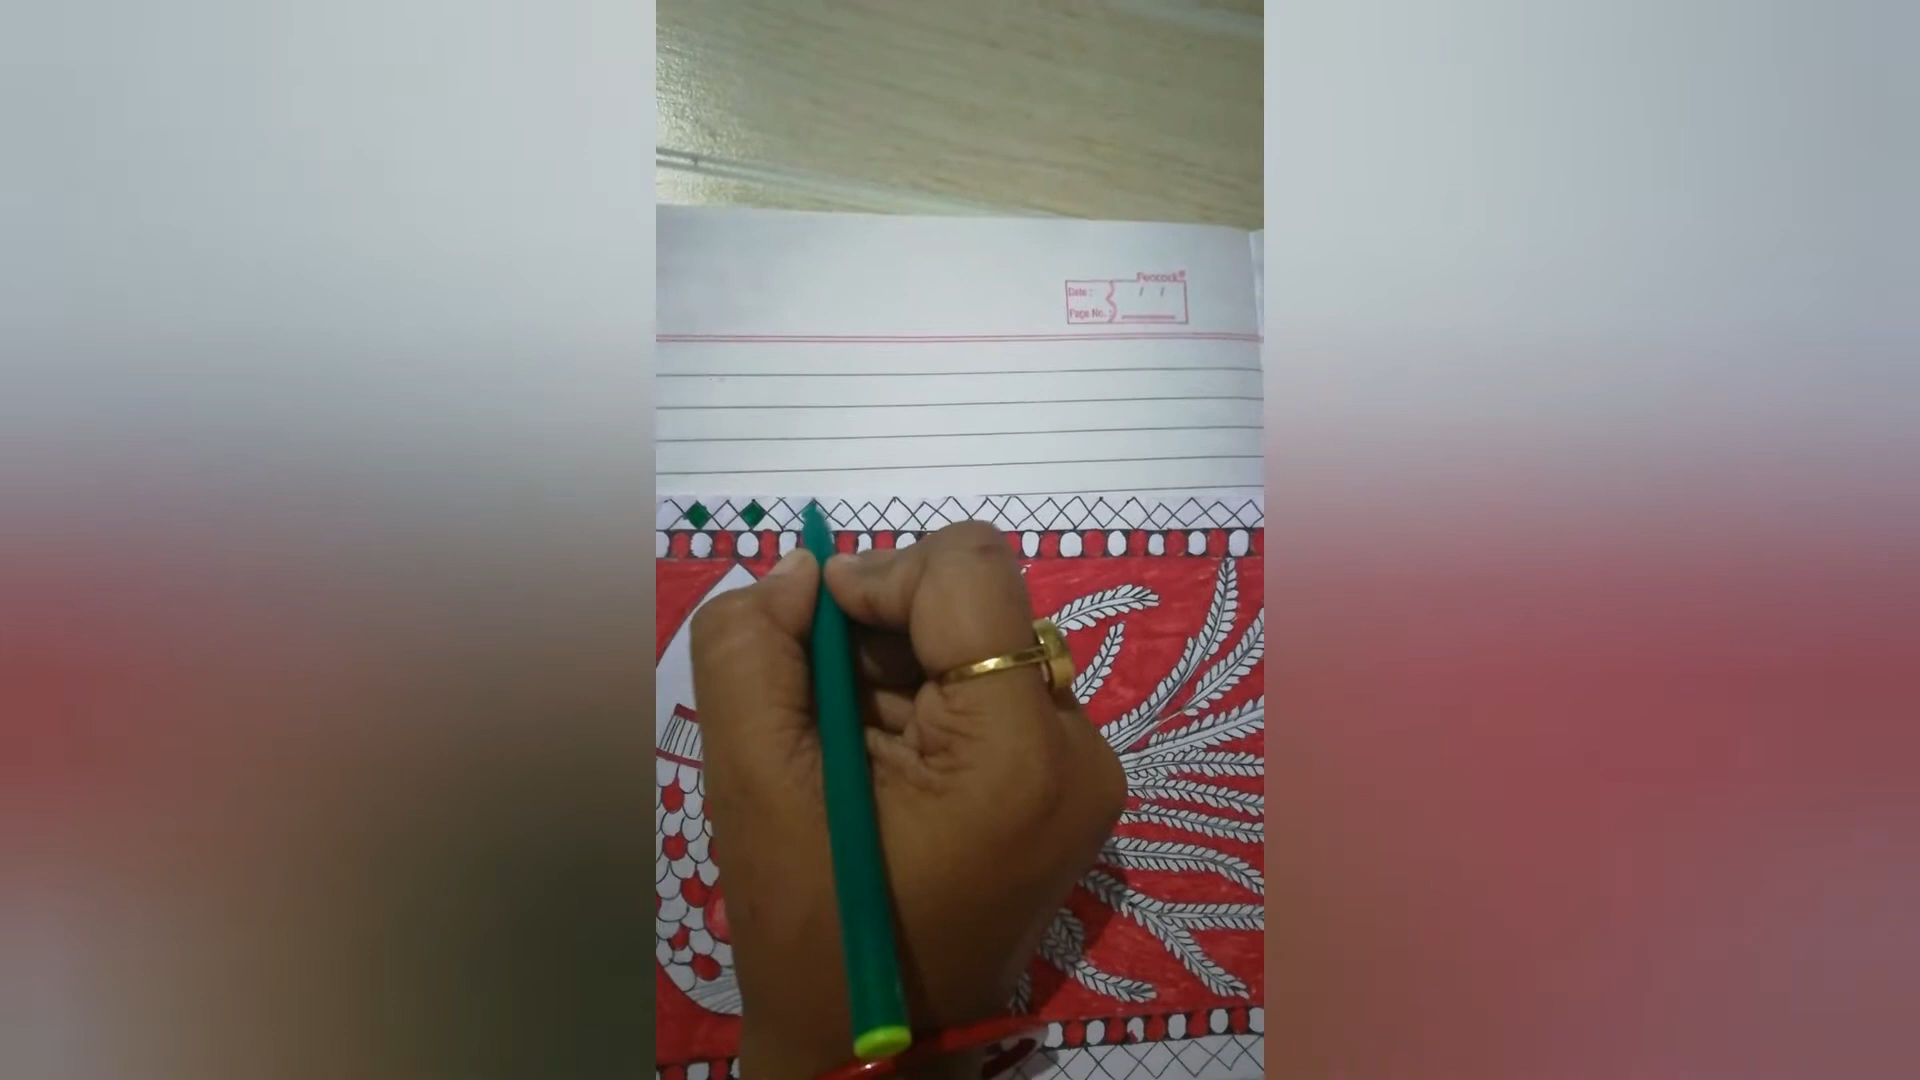 Peacock®
Date : / /
Page No. :